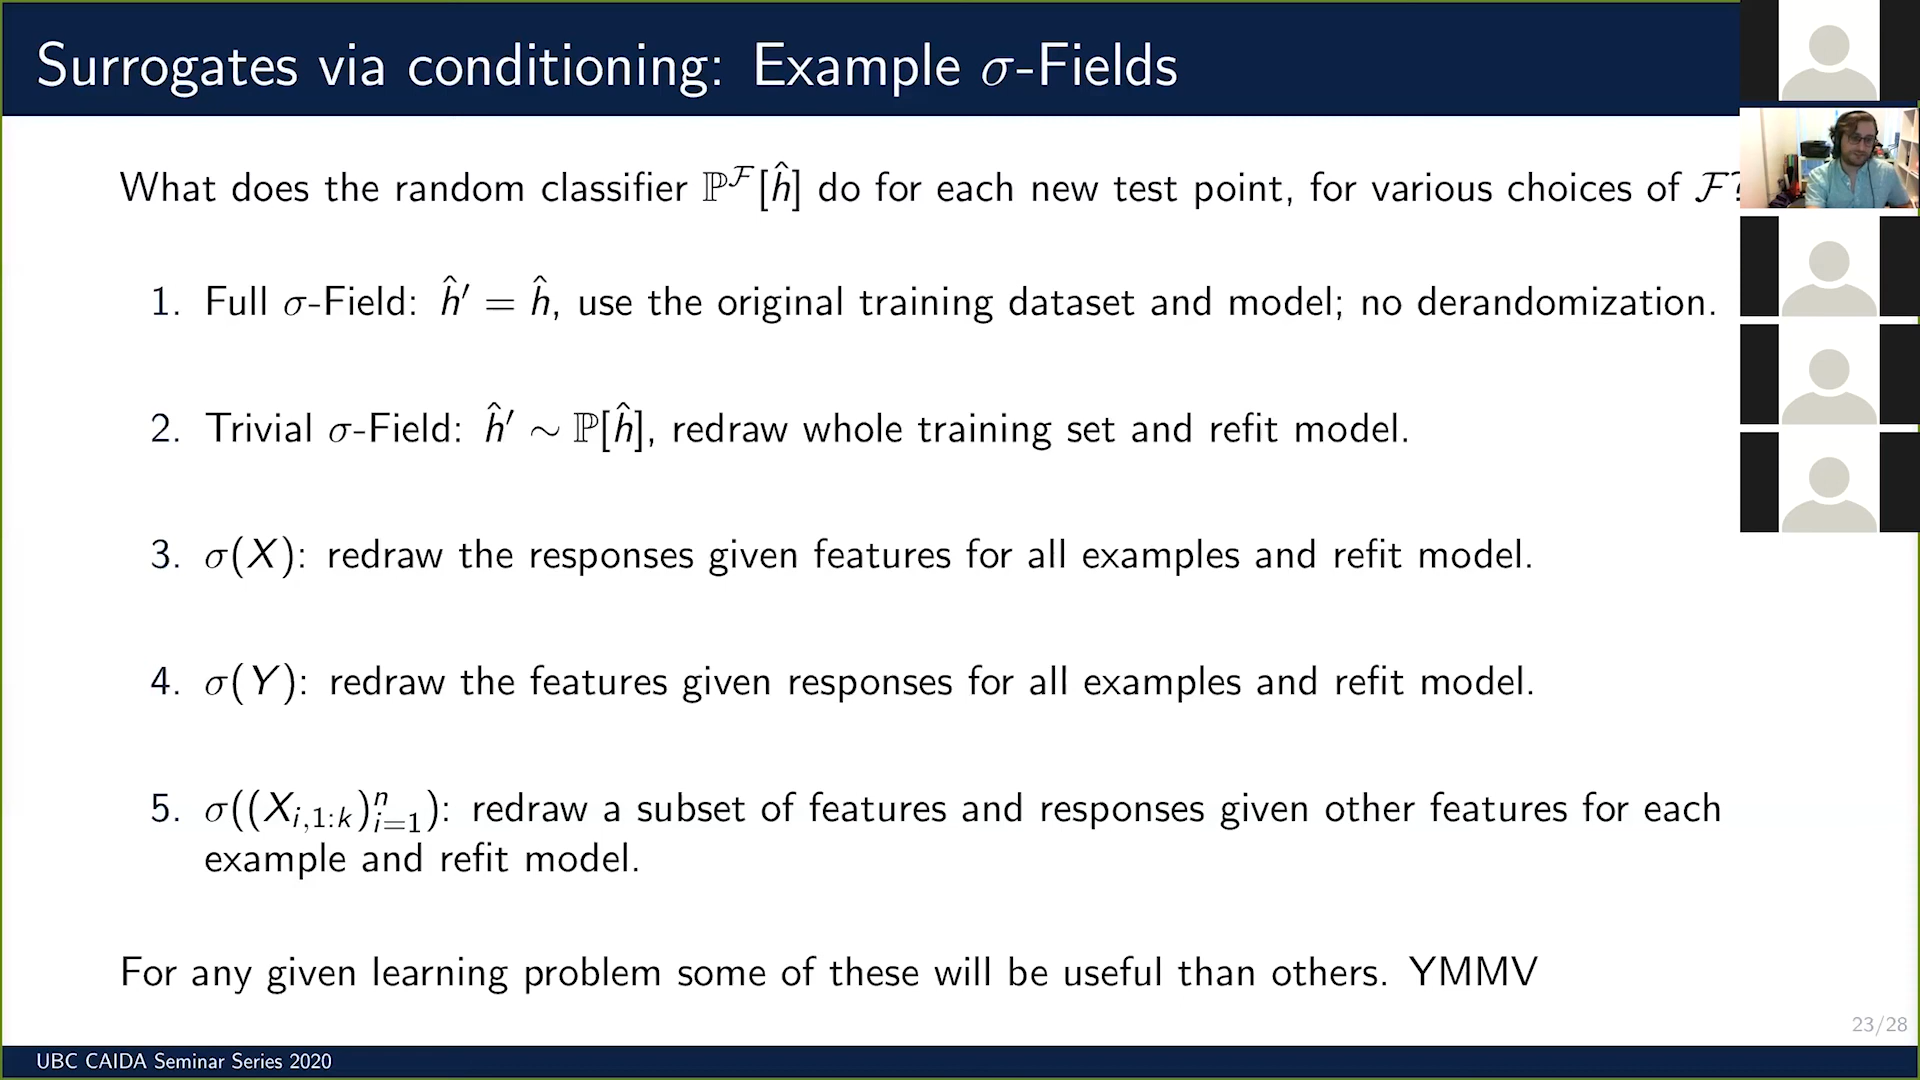 Surrogates via conditioning: Example σ-Fields
What does the random classifier ℙ^ℱ[ĥ] do for each new test point, for various choices of ℱ?
1. Full σ-Field: ĥ′ = ĥ, use the original training dataset and model; no derandomization.
2. Trivial σ-Field: ĥ′ ∼ ℙ[ĥ], redraw whole training set and refit model.
3. σ(X): redraw the responses given features for all examples and refit model.
4. σ(Y): redraw the features given responses for all examples and refit model.
5. σ((X_{i,1:k})_{i=1}^n): redraw a subset of features and responses given other features for each
example and refit model.
For any given learning problem some of these will be useful than others. YMMV
23/28
UBC CAIDA Seminar Series 2020